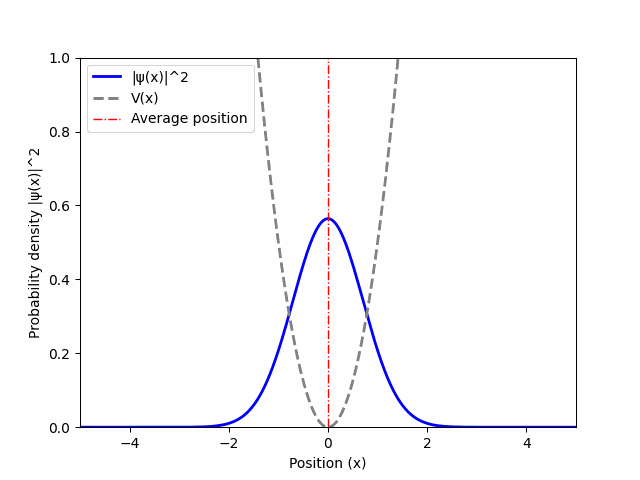 |ψ(x)|^2
V(x)
Average position
1.0
0.8
0.6
0.4
0.2
0.0
Probability density |ψ(x)|^2
−4
−2
0
2
4
Position (x)